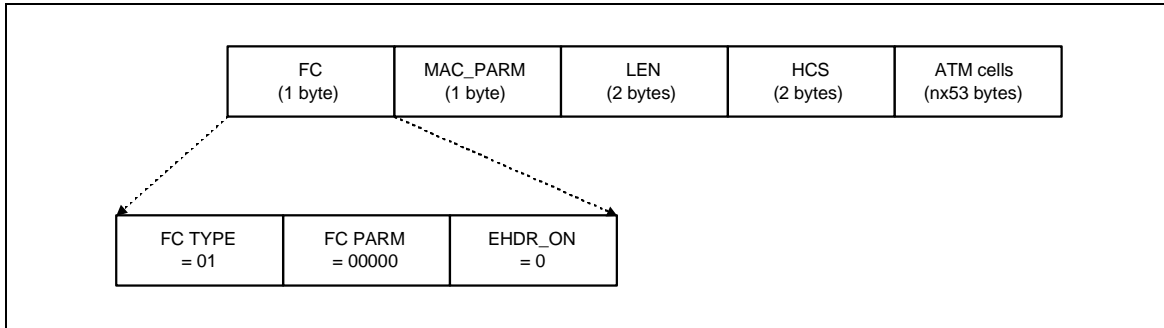 FC
(1 byte)
MAC_PARM
(1 byte)
LEN
(2 bytes)
HCS
(2 bytes)
ATM cells
(nx53 bytes)
FC TYPE
= 01
FC PARM
= 00000
EHDR_ON
= 0